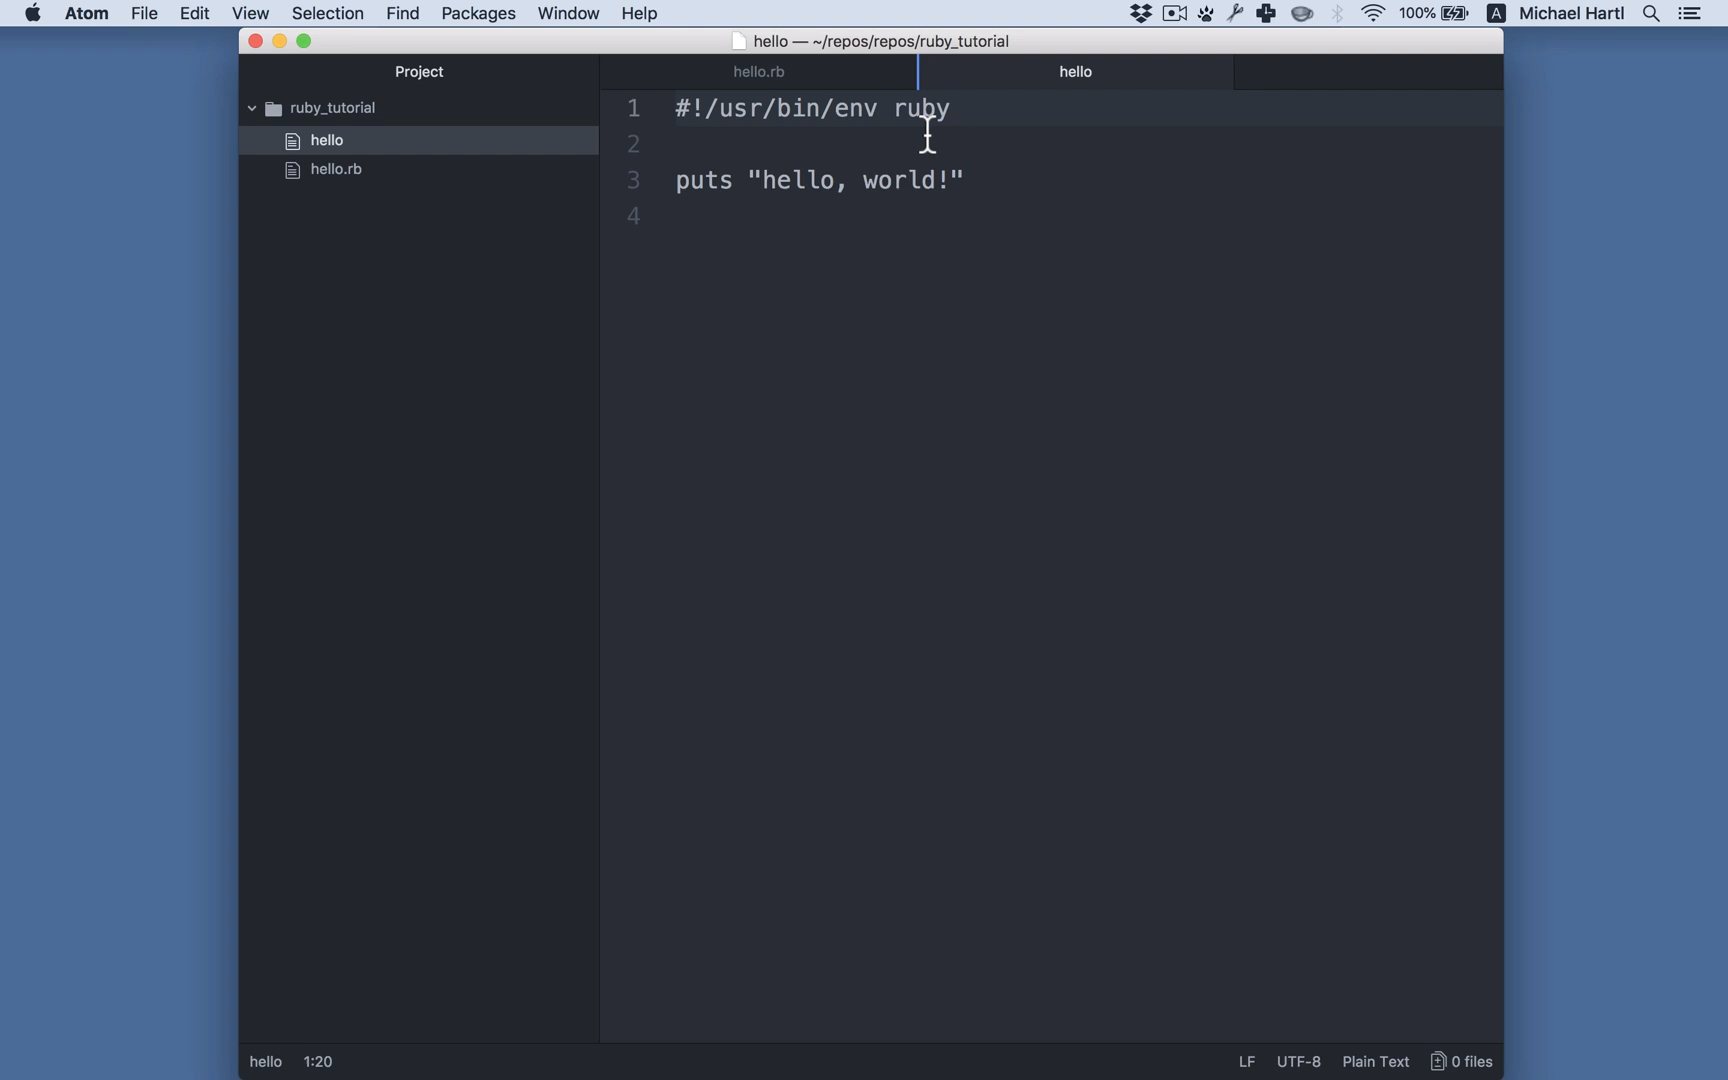 Atom File Edit View Selection Find Packages Window Help 100% A Michael Hartl
hello — ~/repos/repos/ruby_tutorial
Project hello.rb hello
ruby_tutorial
hello
hello.rb
1 #!/usr/bin/env ruby
2
3 puts "hello, world!"
4
hello 1:20 LF UTF-8 Plain Text 0 files